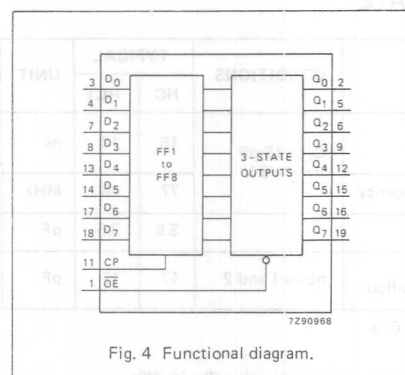 3 D0 Q0 2
4 D1 Q1 5
7 D2 Q2 6
8 D3 FF1 Q3 9
13 D4 to 3-STATE Q4 12
14 D5 FF8 OUTPUTS Q5 15
17 D6 Q6 16
18 D7 Q7 19
11 CP
1 OE
7Z90968
Fig. 4 Functional diagram.